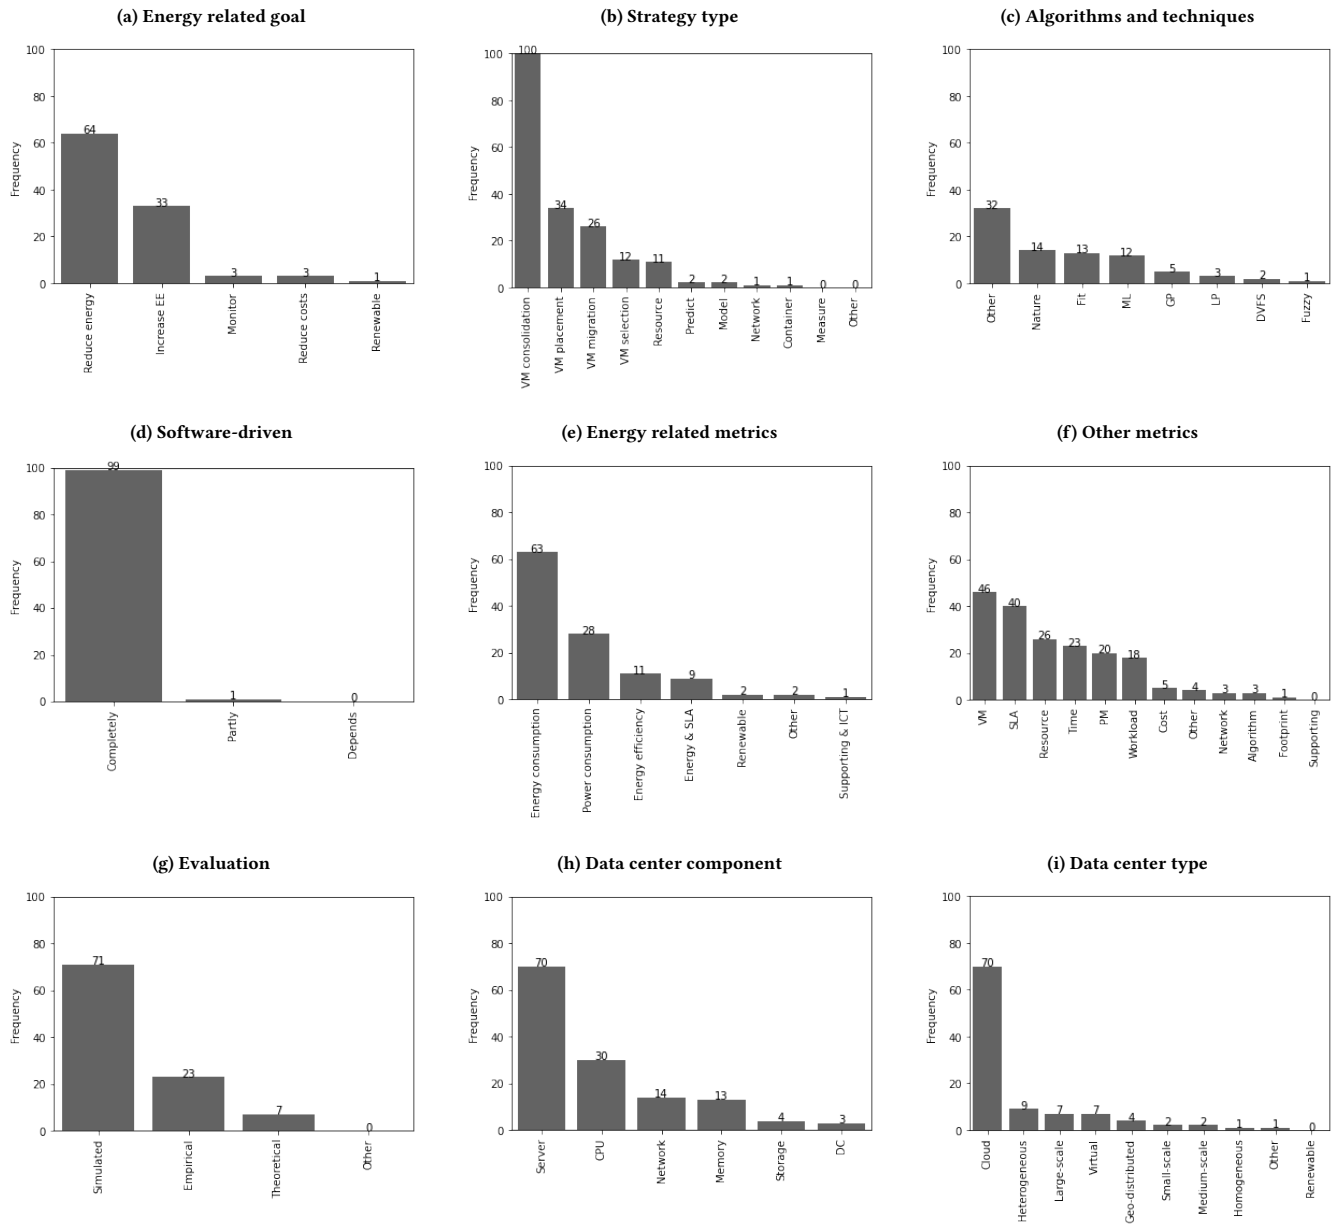 (a) Energy related goal
100
80
60
40
20
0
Frequency
64
33
3
3
1
Reduce energy
Increase EE
Monitor
Reduce costs
Renewable
(b) Strategy type
100
80
60
40
20
0
Frequency
100
34
26
12
11
2
2
1
1
0
0
VM consolidation
VM placement
VM migration
VM selection
Resource
Predict
Model
Network
Container
Measure
Other
(c) Algorithms and techniques
100
80
60
40
20
0
Frequency
32
14
13
12
5
3
2
1
Other
Nature
Fit
ML
GP
LP
DVFS
Fuzzy
(d) Software-driven
100
80
60
40
20
0
Frequency
99
1
0
Completely
Partly
Depends
(e) Energy related metrics
100
80
60
40
20
0
Frequency
63
28
11
9
2
2
1
Energy consumption
Power consumption
Energy efficiency
Energy & SLA
Renewable
Other
Supporting & ICT
(f) Other metrics
100
80
60
40
20
0
Frequency
46
40
26
23
20
18
5
4
3
3
1
0
VM
SLA
Resource
Time
PM
Workload
Cost
Other
Network
Algorithm
Footprint
Supporting
(g) Evaluation
100
80
60
40
20
0
Frequency
71
23
7
0
Simulated
Empirical
Theoretical
Other
(h) Data center component
100
80
60
40
20
0
Frequency
70
30
14
13
4
3
Server
CPU
Network
Memory
Storage
DC
(i) Data center type
100
80
60
40
20
0
Frequency
70
9
7
7
4
2
2
1
1
0
Cloud
Heterogeneous
Large-scale
Virtual
Geo-distributed
Small-scale
Medium-scale
Homogeneous
Other
Renewable